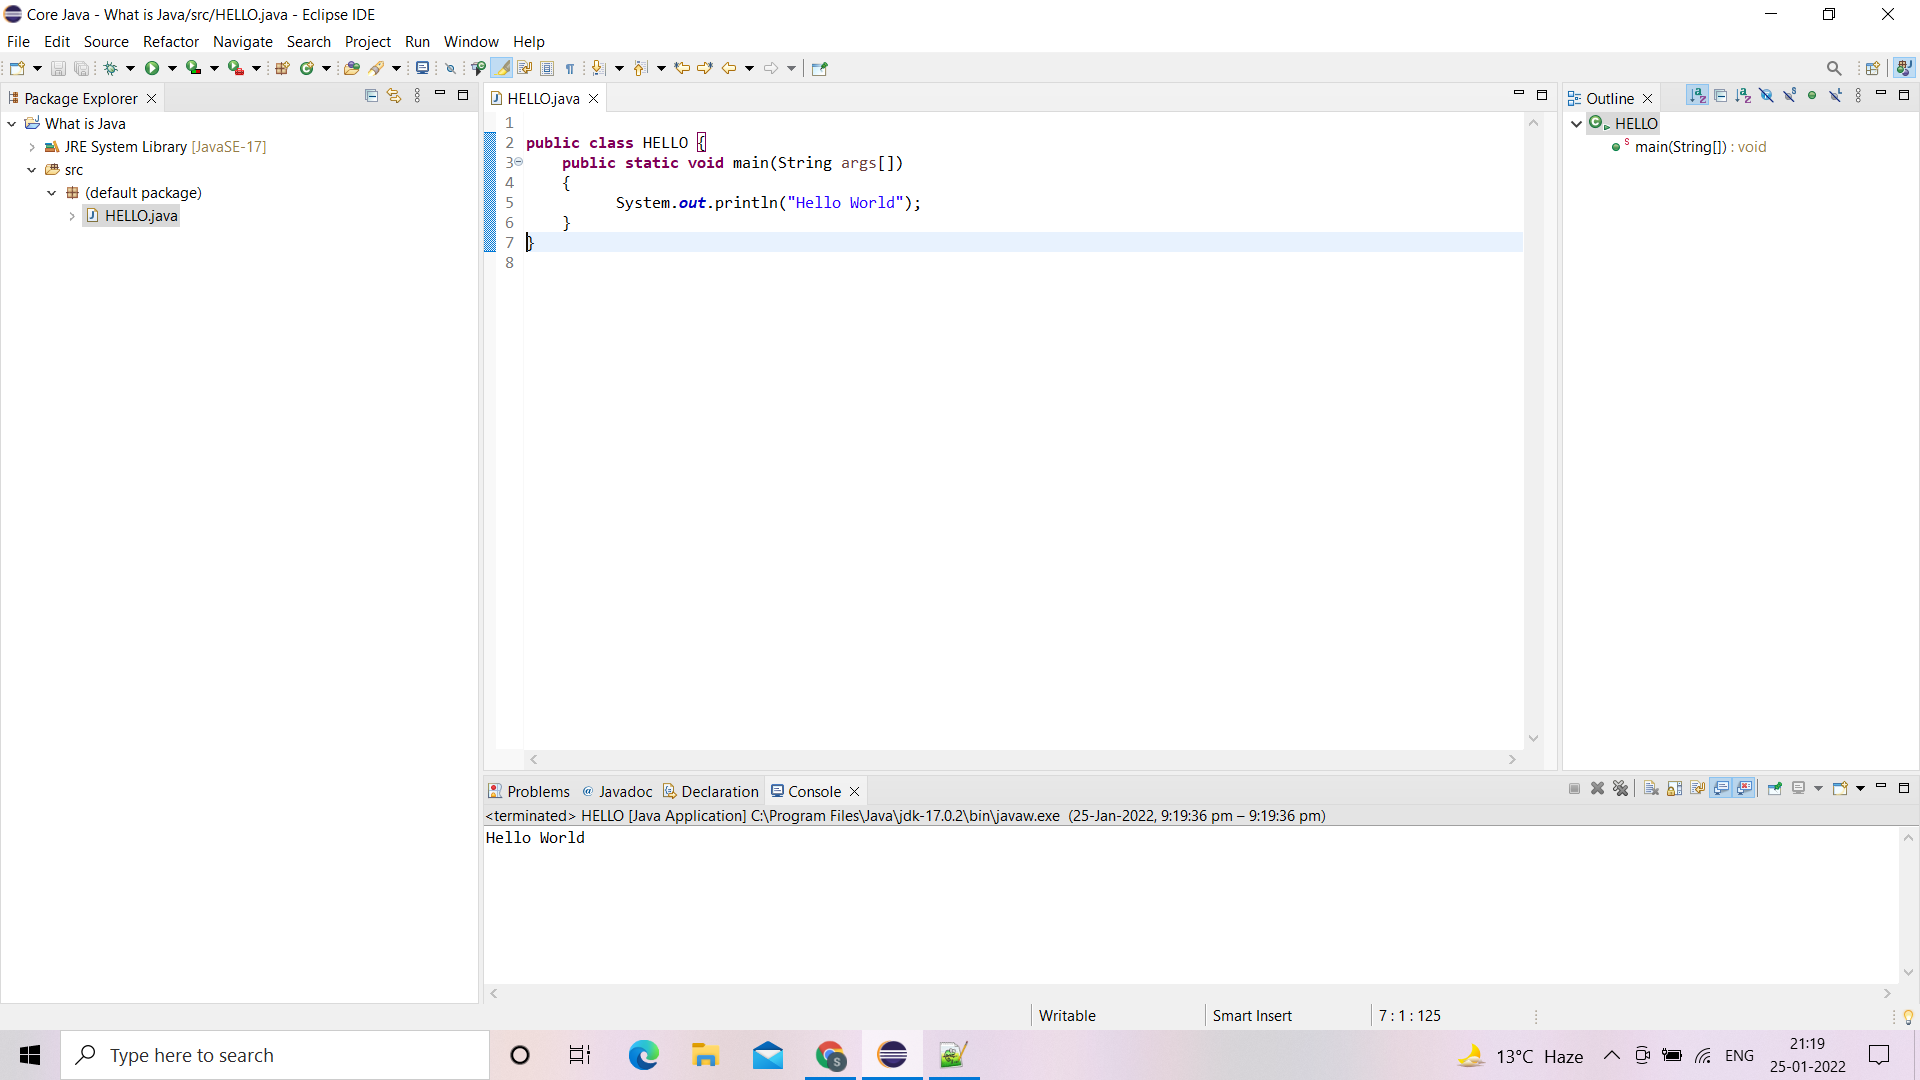 Core Java - What is Java/src/HELLO.java - Eclipse IDE
File Edit Source Refactor Navigate Search Project Run Window Help
Package Explorer
What is Java
JRE System Library [JavaSE-17]
src
(default package)
HELLO.java
HELLO.java
1
2 public class HELLO {
3 public static void main(String args[])
4 {
5 System.out.println("Hello World");
6 }
7 }
8
Outline
HELLO
main(String[]) : void
Problems @ Javadoc Declaration Console
<terminated> HELLO [Java Application] C:\Program Files\Java\jdk-17.0.2\bin\javaw.exe (25-Jan-2022, 9:19:36 pm – 9:19:36 pm)
Hello World
Writable Smart Insert 7 : 1 : 125
Type here to search
13°C Haze ENG 21:19
25-01-2022